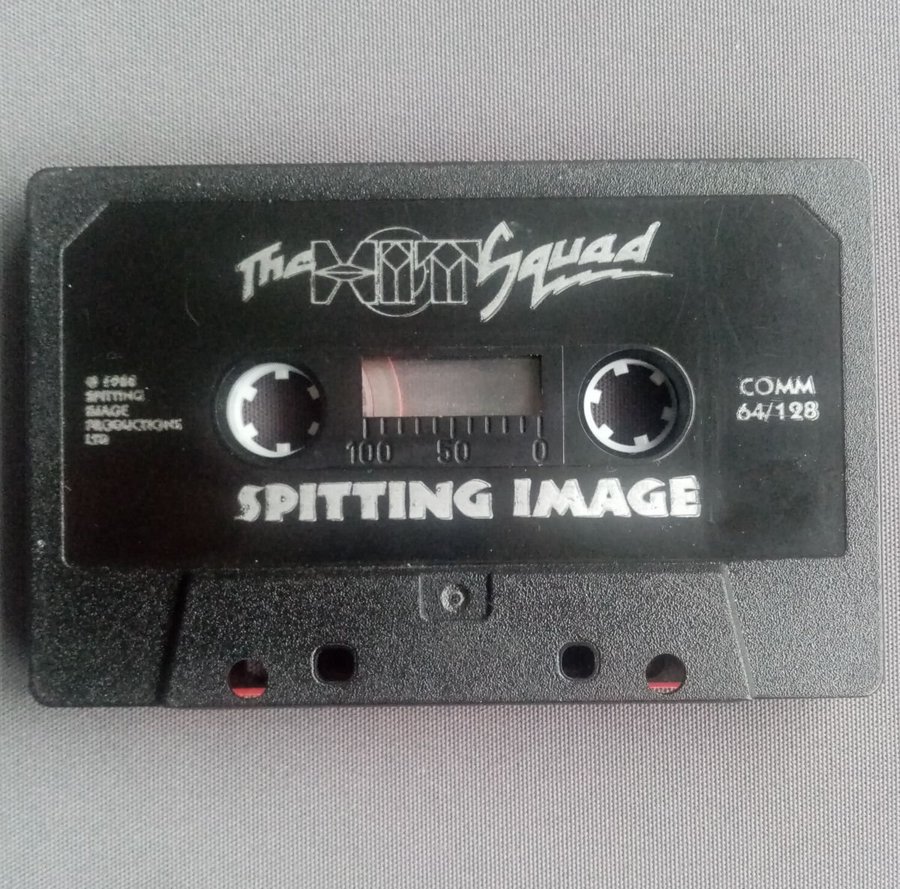 The HIT Squad
© 1988
SPITTING
IMAGE
PRODUCTIONS
LTD
COMM
64/128
100 50 0
SPITTING IMAGE